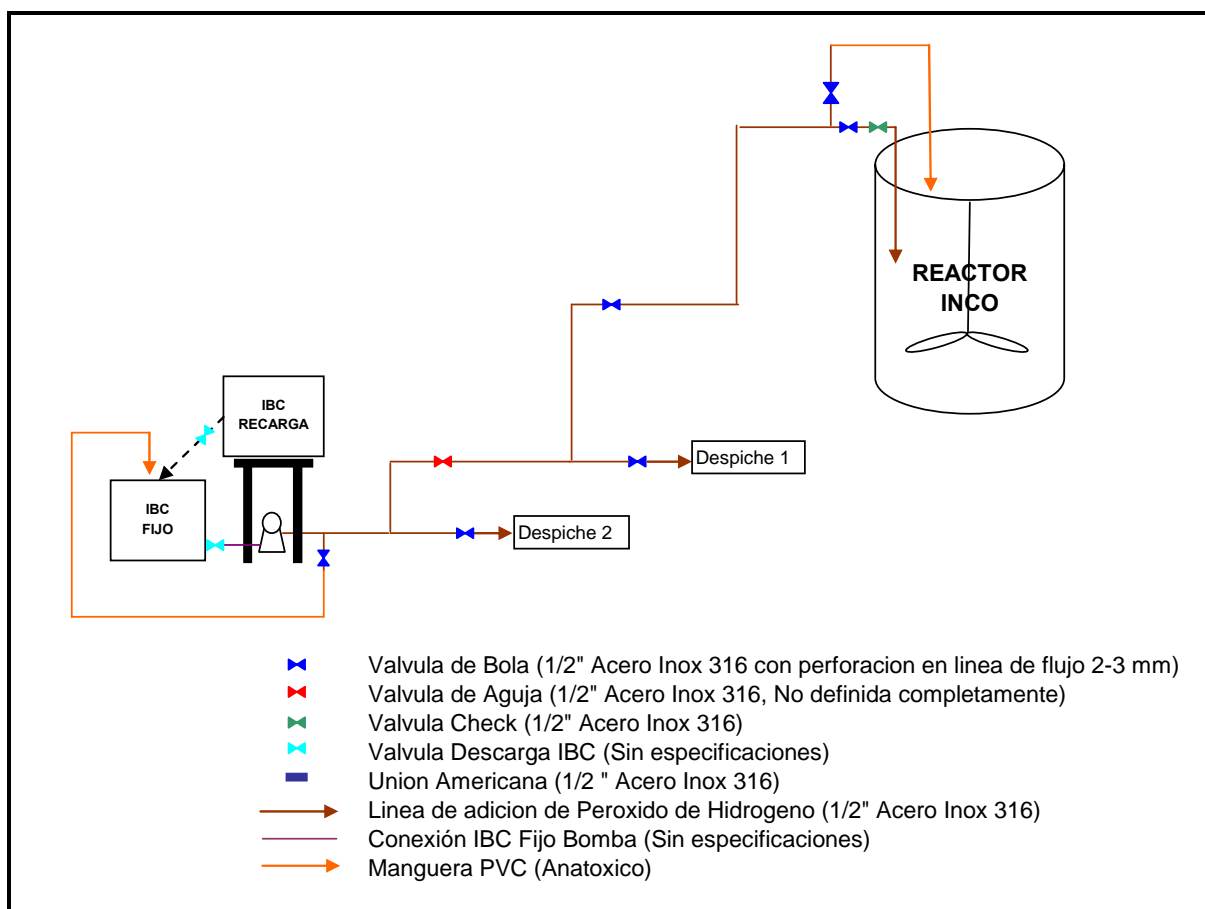 REACTOR
INCO
IBC
RECARGA
IBC
FIJO
Despiche 1
Despiche 2
Valvula de Bola (1/2" Acero Inox 316 con perforacion en linea de flujo 2-3 mm)
Valvula de Aguja (1/2" Acero Inox 316, No definida completamente)
Valvula Check (1/2" Acero Inox 316)
Valvula Descarga IBC (Sin especificaciones)
Union Americana (1/2 " Acero Inox 316)
Linea de adicion de Peroxido de Hidrogeno (1/2" Acero Inox 316)
Conexión IBC Fijo Bomba (Sin especificaciones)
Manguera PVC (Anatoxico)